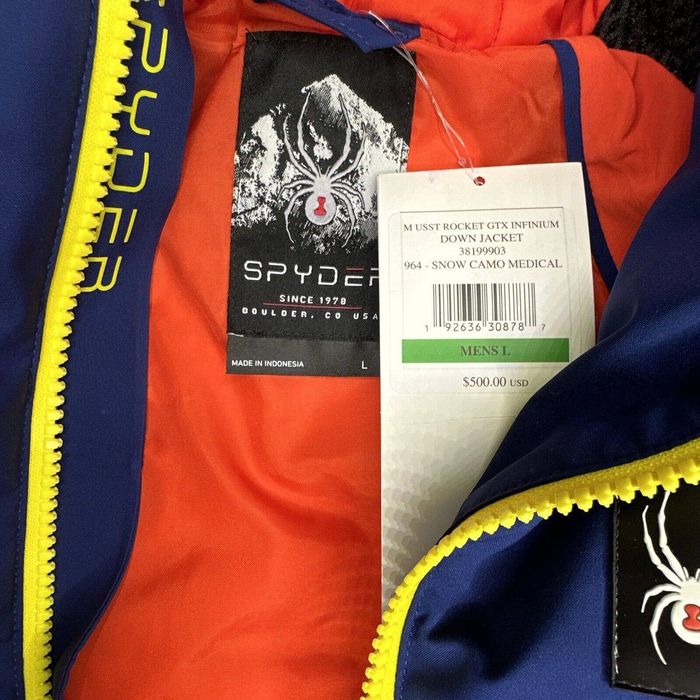 SPYDER
SPYDER
SINCE 1978
BOULDER, CO USA
MADE IN INDONESIA L
M USST ROCKET GTX INFINIUM
DOWN JACKET
38199903
964 - SNOW CAMO MEDICAL
1 92636 30878 7
MENS L
$500.00 USD